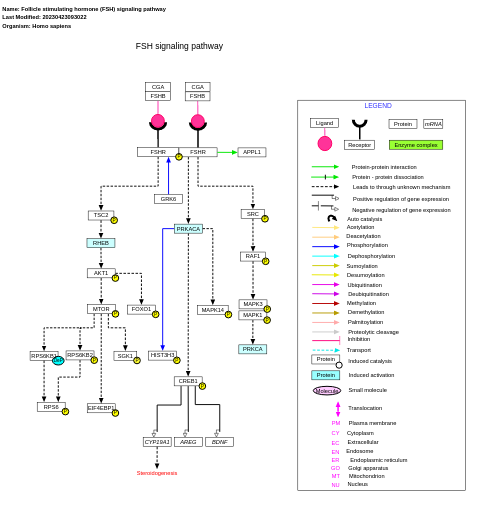 Name: Follicle stimulating hormone (FSH) signaling pathway
Last Modified: 20230423093022
Organism: Homo sapiens
FSH signaling pathway
CGA
CGA
FSHB
FSHB
FSHR
FSHR
APPL1
P
GRK6
TSC2
P
SRC
P
PRKACA
RHEB
RAF1
P
AKT1
P
MTOR
P
FOXO1
P
MAPK14
P
MAPK3
P
MAPK1
P
RPS6KB1
RPS6KB2
P
SGK1
P
HIST3H3
P
PRKCA
CREB1
P
RPS6
P
EIF4EBP1
P
CYP19A1
AREG
BDNF
Steroidogenesis
LEGEND
Ligand
Protein
mRNA
Receptor
Enzyme complex
Protein-protein interaction
Protein - protein dissociation
Leads to through unknown mechanism
Positive regulation of gene expression
Negative regulation of gene expression
Auto catalysis
Acetylation
Deacetylation
Phosphorylation
Dephosphorylation
Sumoylation
Desumoylation
Ubiquitination
Deubiquitination
Methylation
Demethylation
Palmitoylation
Proteolytic cleavage
Inhibition
Transport
Protein
Induced catalysis
Protein
Induced activation
Molecule
Small molecule
Translocation
PM Plasma membrane
CY Cytoplasm
EC Extracellular
EN Endosome
ER Endoplasmic reticulum
GO Golgi apparatus
MT Mitochondrion
NU Nucleus